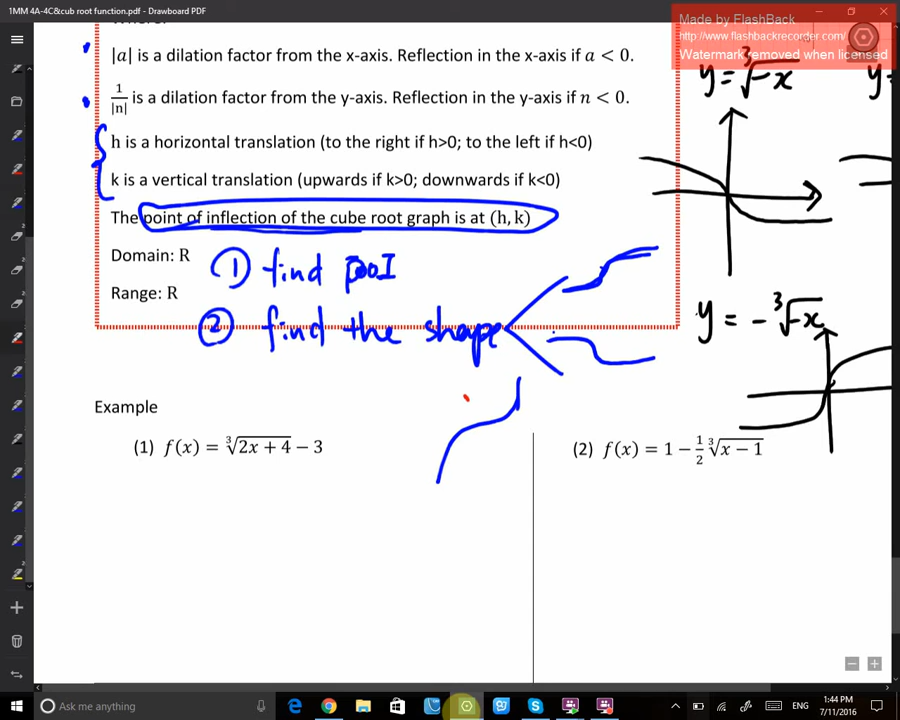 1MM 4A-4C&cub root function.pdf - Drawboard PDF
Made by FlashBack
http://www.flashbackrecorder.com/
Watermark removed when licensed
|a| is a dilation factor from the x-axis. Reflection in the x-axis if a < 0.
1/|n| is a dilation factor from the y-axis. Reflection in the y-axis if n < 0.
h is a horizontal translation (to the right if h>0; to the left if h<0)
k is a vertical translation (upwards if k>0; downwards if k<0)
The point of inflection of the cube root graph is at (h, k)
Domain: R
Range: R
① find POI
② find the shape
y = ∛-x
y
y = -∛-x
Example
(1) f(x) = ∛2x + 4 − 3
(2) f(x) = 1 − 1/2 ∛x − 1
Ask me anything
ENG
1:44 PM
7/11/2016